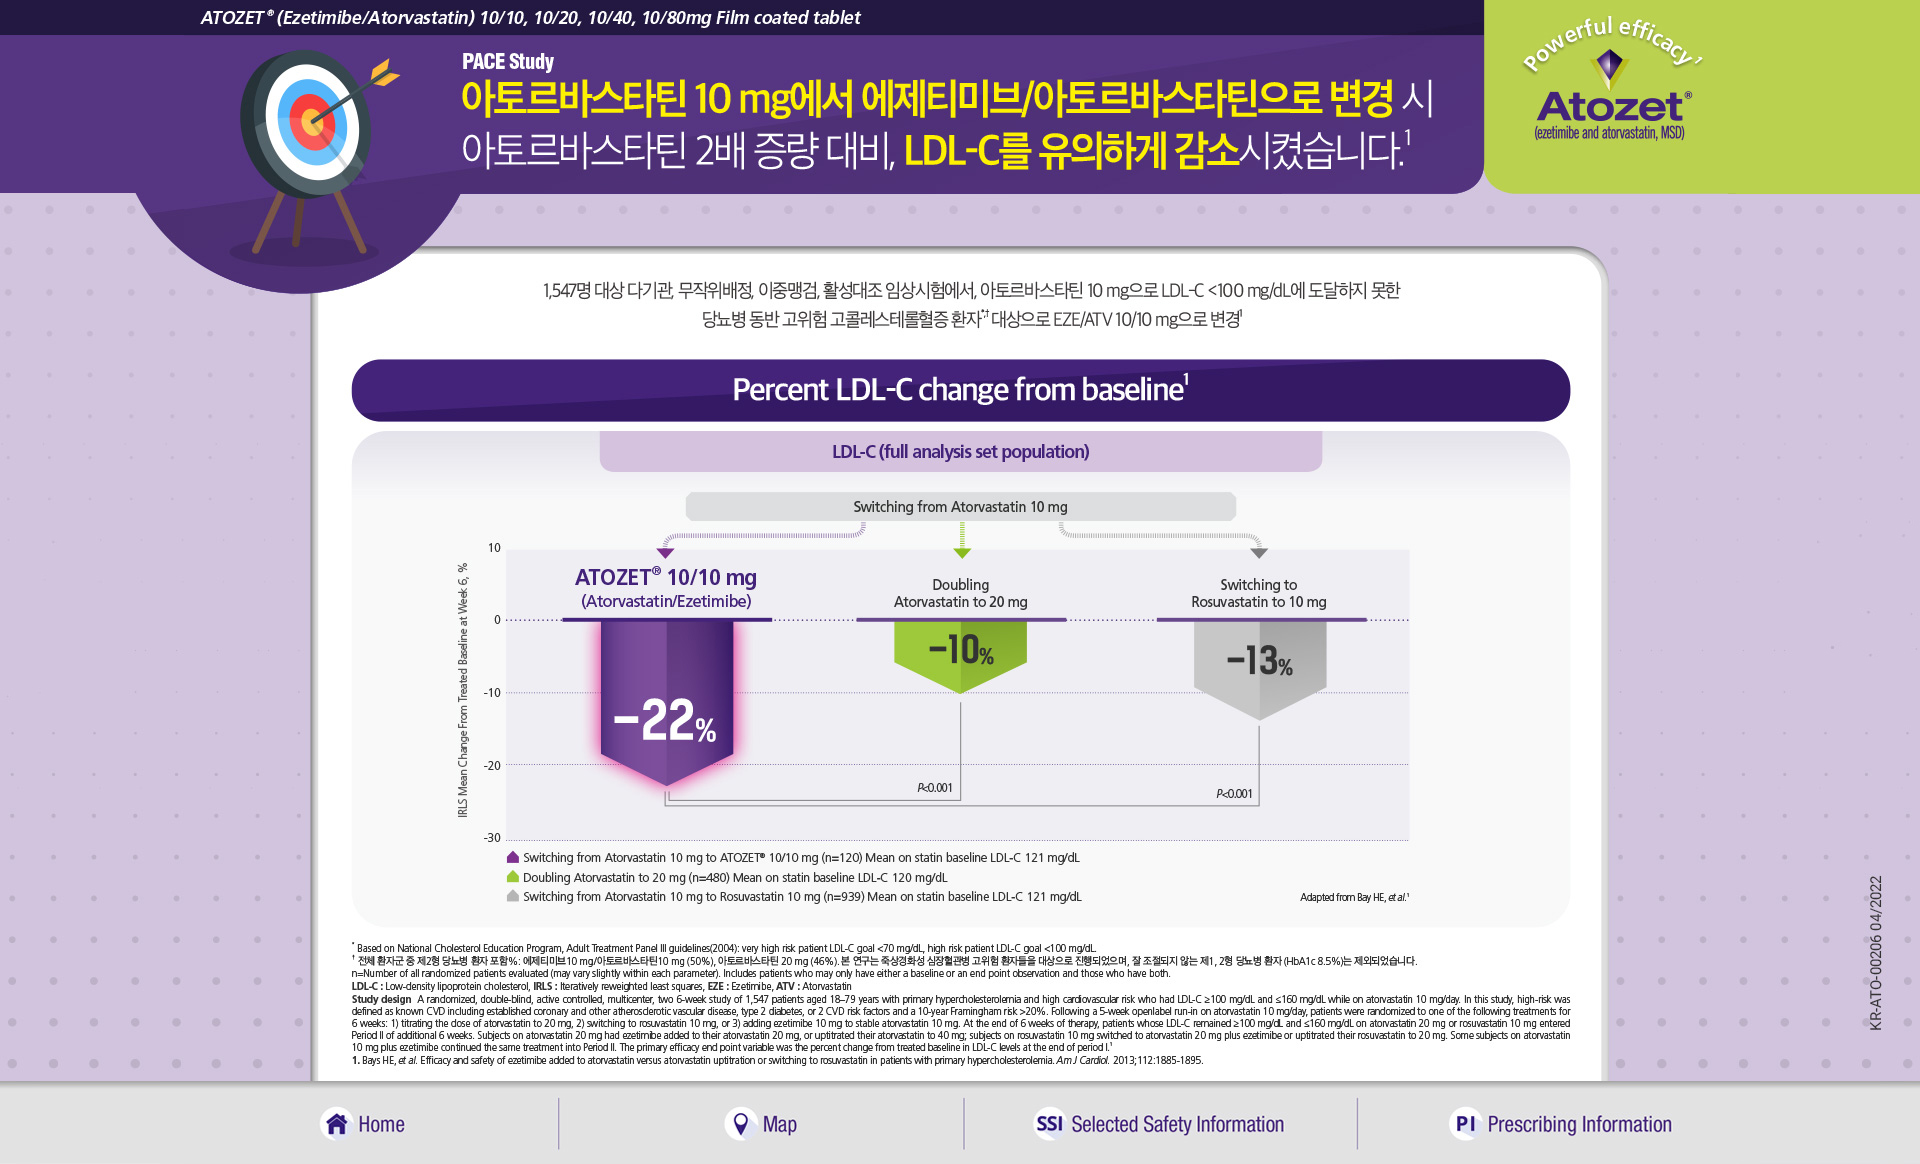 ATOZET® (Ezetimibe/Atorvastatin) 10/10, 10/20, 10/40, 10/80mg Film coated tablet
Powerful efficacy¹
Atozet®
(ezetimibe and atorvastatin, MSD)
PACE Study
아토르바스타틴 10 mg에서 에제티미브/아토르바스타틴으로 변경 시
아토르바스타틴 2배 증량 대비, LDL-C를 유의하게 감소시켰습니다.¹
1,547명 대상 다기관, 무작위배정, 이중맹검, 활성대조 임상시험에서, 아토르바스타틴 10 mg으로 LDL-C <100 mg/dL에 도달하지 못한
당뇨병 동반 고위험 고콜레스테롤혈증 환자*,† 대상으로 EZE/ATV 10/10 mg으로 변경¹
Percent LDL-C change from baseline¹
LDL-C (full analysis set population)
Switching from Atorvastatin 10 mg
IRLS Mean Change From Treated Baseline at Week 6, %
10
0
-10
-20
-30
ATOZET® 10/10 mg
(Atorvastatin/Ezetimibe)
Doubling
Atorvastatin to 20 mg
Switching to
Rosuvastatin to 10 mg
-22%
-10%
-13%
P<0.001
P<0.001
Switching from Atorvastatin 10 mg to ATOZET® 10/10 mg (n=120) Mean on statin baseline LDL-C 121 mg/dL
Doubling Atorvastatin to 20 mg (n=480) Mean on statin baseline LDL-C 120 mg/dL
Switching from Atorvastatin 10 mg to Rosuvastatin 10 mg (n=939) Mean on statin baseline LDL-C 121 mg/dL
Adapted from Bay HE, et al.¹
* Based on National Cholesterol Education Program, Adult Treatment Panel III guidelines(2004): very high risk patient LDL-C goal <70 mg/dL, high risk patient LDL-C goal <100 mg/dL.
† 전체 환자군 중 제2형 당뇨병 환자 포함%: 에제티미브10 mg/아토르바스타틴10 mg (50%), 아토르바스타틴 20 mg (46%). 본 연구는 죽상경화성 심장혈관병 고위험 환자들을 대상으로 진행되었으며, 잘 조절되지 않는 제1, 2형 당뇨병 환자 (HbA1c 8.5%)는 제외되었습니다.
n=Number of all randomized patients evaluated (may vary slightly within each parameter). Includes patients who may only have either a baseline or an end point observation and those who have both.
LDL-C : Low-density lipoprotein cholesterol, IRLS : Iteratively reweighted least squares, EZE : Ezetimibe, ATV : Atorvastatin
Study design A randomized, double-blind, active controlled, multicenter, two 6-week study of 1,547 patients aged 18–79 years with primary hypercholesterolemia and high cardiovascular risk who had LDL-C ≥100 mg/dL and ≤160 mg/dL while on atorvastatin 10 mg/day. In this study, high-risk was
defined as known CVD including established coronary and other atherosclerotic vascular disease, type 2 diabetes, or 2 CVD risk factors and a 10-year Framingham risk >20%. Following a 5-week openlabel run-in on atorvastatin 10 mg/day, patients were randomized to one of the following treatments for
6 weeks: 1) titrating the dose of atorvastatin to 20 mg, 2) switching to rosuvastatin 10 mg, or 3) adding ezetimibe 10 mg to stable atorvastatin 10 mg. At the end of 6 weeks of therapy, patients whose LDL-C remained ≥100 mg/dL and ≤160 mg/dL on atorvastatin 20 mg or rosuvastatin 10 mg entered
Period II of additional 6 weeks. Subjects on atorvastatin 20 mg had ezetimibe added to their atorvastatin 20 mg, or uptitrated their atorvastatin to 40 mg; subjects on rosuvastatin 10 mg switched to atorvastatin 20 mg plus ezetimibe or uptitrated their rosuvastatin to 20 mg. Some subjects on atorvastatin
10 mg plus ezetimibe continued the same treatment into Period II. The primary efficacy end point variable was the percent change from treated baseline in LDL-C levels at the end of period I.¹
1. Bays HE, et al. Efficacy and safety of ezetimibe added to atorvastatin versus atorvastatin uptitration or switching to rosuvastatin in patients with primary hypercholesterolemia. Am J Cardiol. 2013;112:1885-1895.
KR-ATO-00206 04/2022
Home
Map
SSI Selected Safety Information
PI Prescribing Information